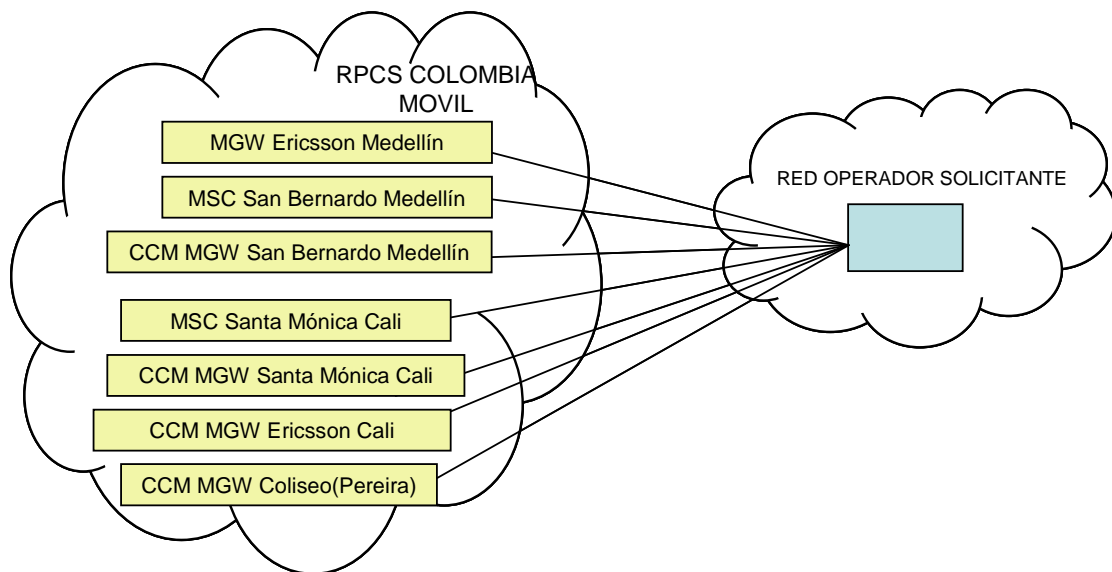 RPCS COLOMBIA
MOVIL
MGW Ericsson Medellín
MSC San Bernardo Medellín
CCM MGW San Bernardo Medellín
MSC Santa Mónica Cali
CCM MGW Santa Mónica Cali
CCM MGW Ericsson Cali
CCM MGW Coliseo(Pereira)
RED OPERADOR SOLICITANTE